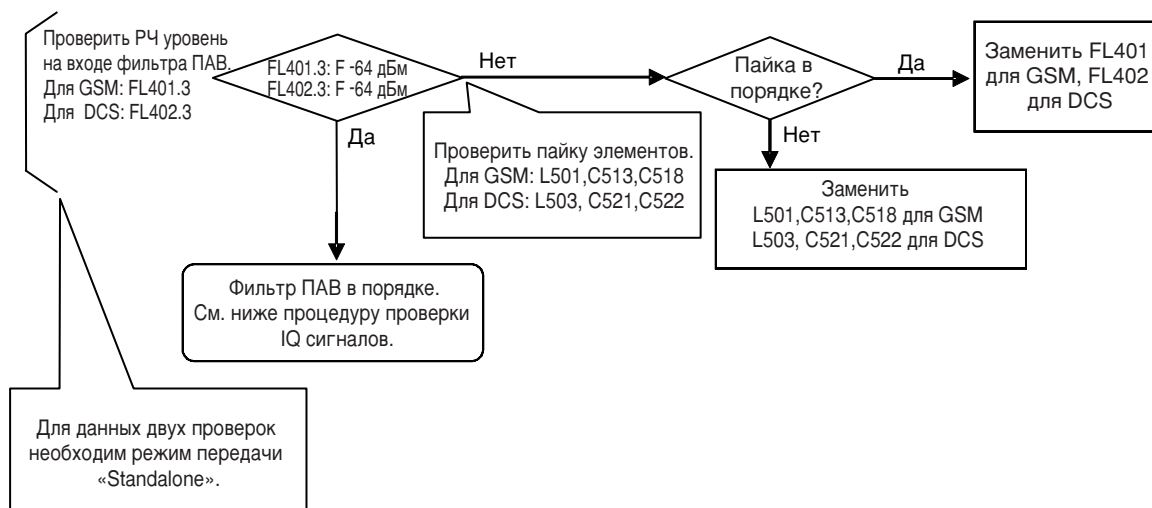 Проверить РЧ уровень
на входе фильтра ПАВ.
Для GSM: FL401.3
Для DCS: FL402.3
FL401.3: F -64 дБм
FL402.3: F -64 дБм
Нет
Да
Пайка в
порядке?
Да
Нет
Заменить FL401
для GSM, FL402
для DCS
Проверить пайку элементов.
Для GSM: L501,C513,C518
Для DCS: L503, C521,C522
Заменить
L501,C513,C518 для GSM
L503, C521,C522 для DCS
Фильтр ПАВ в порядке.
См. ниже процедуру проверки
IQ сигналов.
Для данных двух проверок
необходим режим передачи
«Standalone».